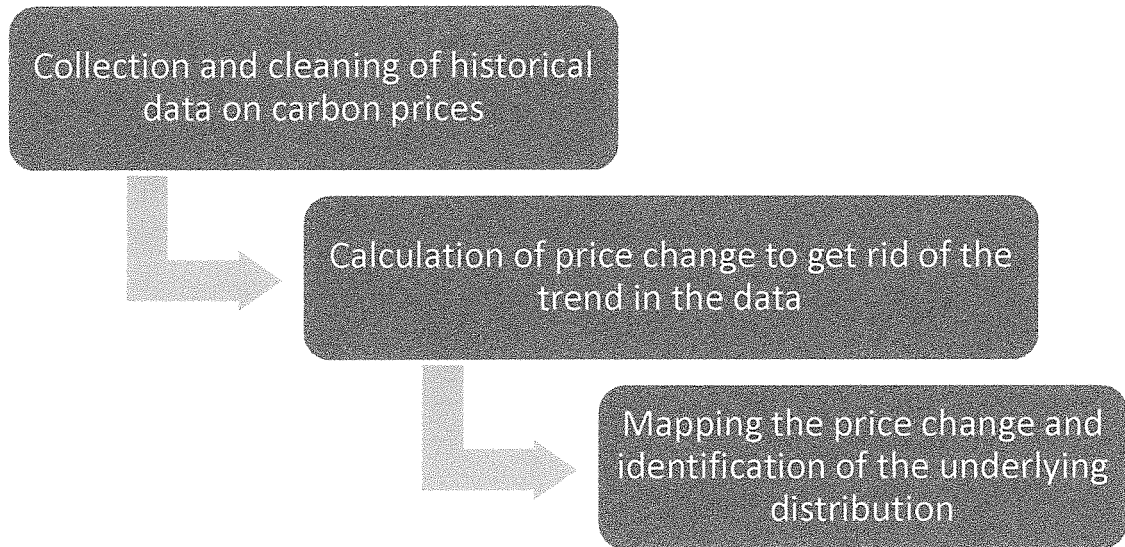 Collection and cleaning of historical
data on carbon prices
Calculation of price change to get rid of the
trend in the data
Mapping the price change and
identification of the underlying
distribution